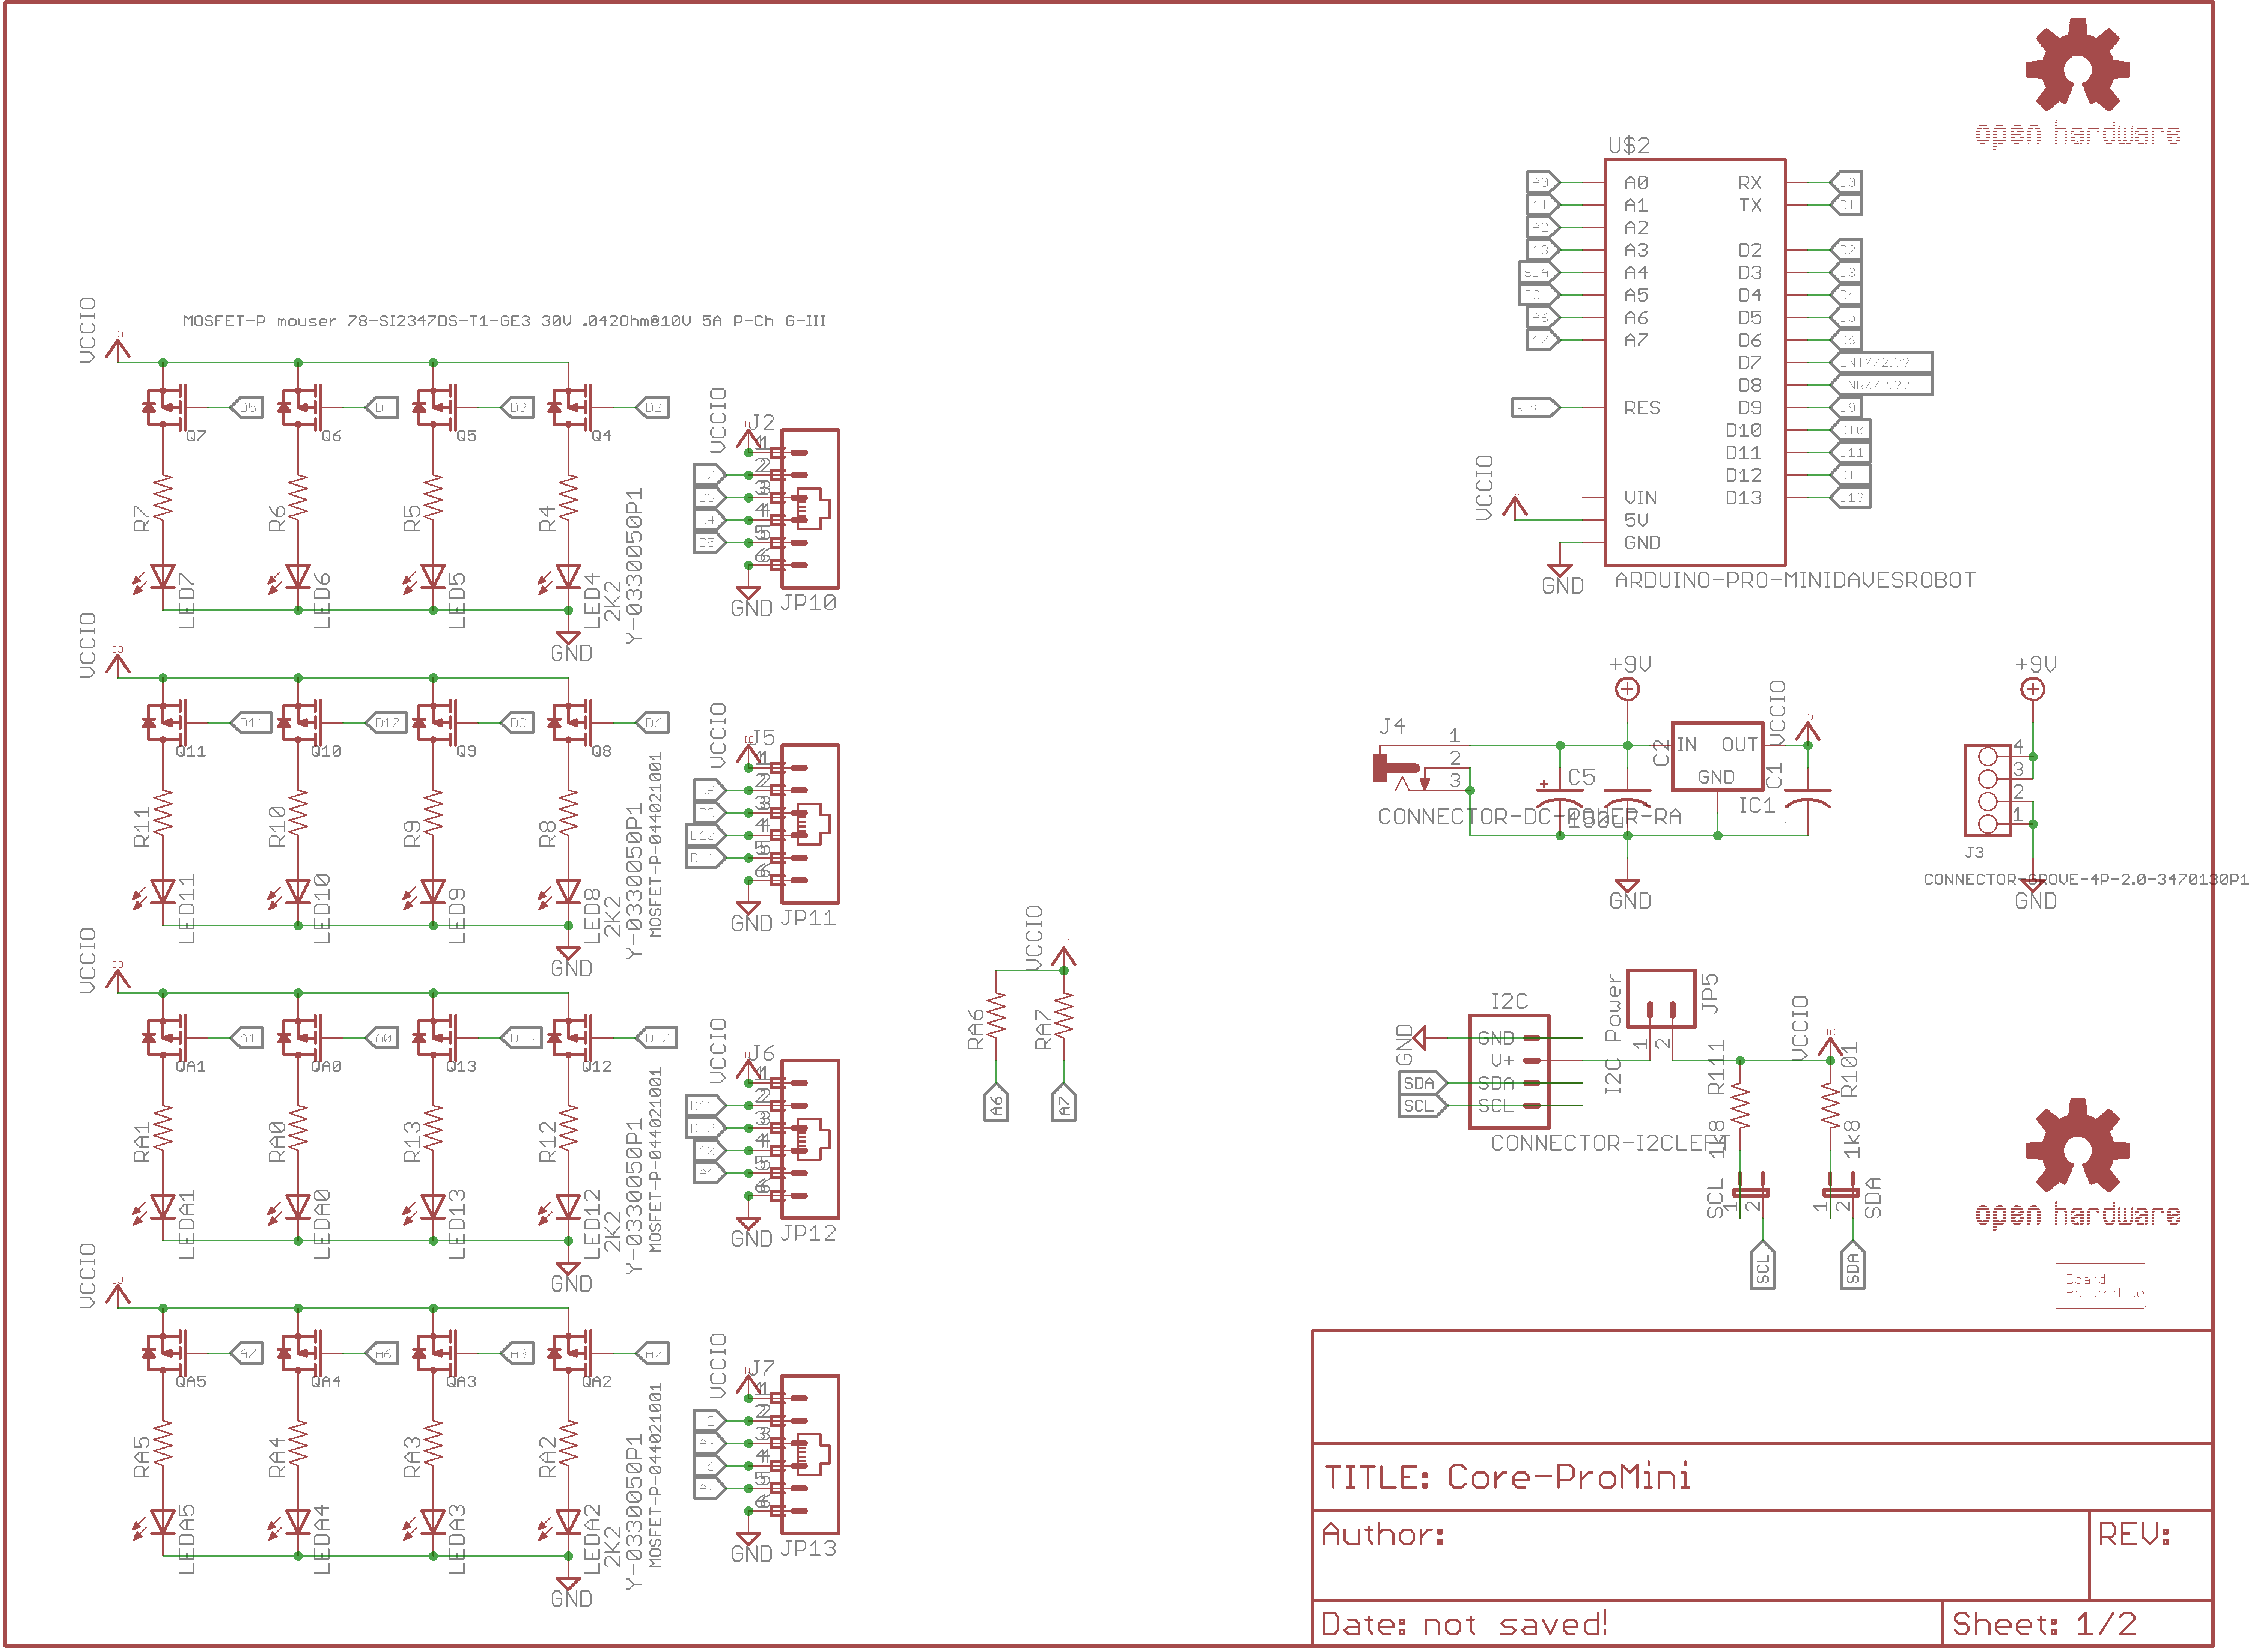 open hardware
U$2
A0 A0 RX D0
A1 A1 TX D1
A2 A2
A3 A3 D2 D2
SDA A4 D3 D3
SCL A5 D4 D4
A6 A6 D5 D5
A7 A7 D6 D6
D7 LNTX/2.??
D8 LNRX/2.??
RESET RES D9 D9
D10 D10
D11 D11
D12 D12
VCCIO IO VIN D13 D13
5V
GND
GND
ARDUINO-PRO-MINIDAVESROBOT
MOSFET-P mouser 78-SI2347DS-T1-GE3 30V .042Ohm@10V 5A P-Ch G-III
VCCIO IO
D5 D4 D3 D2
Q7 Q6 Q5 Q4
R7 R6 R5 R4
LED7 LED6 LED5 LED4
2K2
Y-0330050P1
GND
VCCIO IO J2
1
D2 2
D3 3
D4 4
D5 5
6
GND JP10
VCCIO IO
D11 D10 D9 D6
Q11 Q10 Q9 Q8
R11 R10 R9 R8
LED11 LED10 LED9 LED8
2K2
Y-0330050P1
MOSFET-P-044021001
GND
VCCIO IO J5
1
D6 2
D9 3
D10 4
D11 5
6
GND JP11
VCCIO IO
A1 A0 D13 D12
QA1 QA0 Q13 Q12
RA1 RA0 R13 R12
LEDA1 LEDA0 LED13 LED12
2K2
Y-0330050P1
MOSFET-P-044021001
GND
VCCIO IO J6
1
D12 2
D13 3
A0 4
A1 5
6
GND JP12
VCCIO IO
A7 A6 A3 A2
QA5 QA4 QA3 QA2
RA5 RA4 RA3 RA2
LEDA5 LEDA4 LEDA3 LEDA2
2K2
Y-0330050P1
MOSFET-P-044021001
GND
VCCIO IO J7
1
A2 2
A3 3
A6 4
A7 5
6
GND JP13
VCCIO IO
RA6 RA7
A6 A7
+9V
J4
1
2
3
CONNECTOR-DC-POWER-RA
C5
C2
IN OUT
GND
IC1
VCCIO IO
C1
1u
GND
+9V
4
3
2
1
J3
CONNECTOR-GROVE-4P-2.0-3470130P1
GND
I2C
GND GND
V+
SDA SDA
SCL SCL
CONNECTOR-I2CLEFT
I2C Power
JP5
1 2
VCCIO IO
R111 R101
1k8 1k8
SCL 1 2
1 2 SDA
SCL SDA
open hardware
Board
Boilerplate
TITLE: Core-ProMini
Author: REV:
Date: not saved! Sheet: 1/2